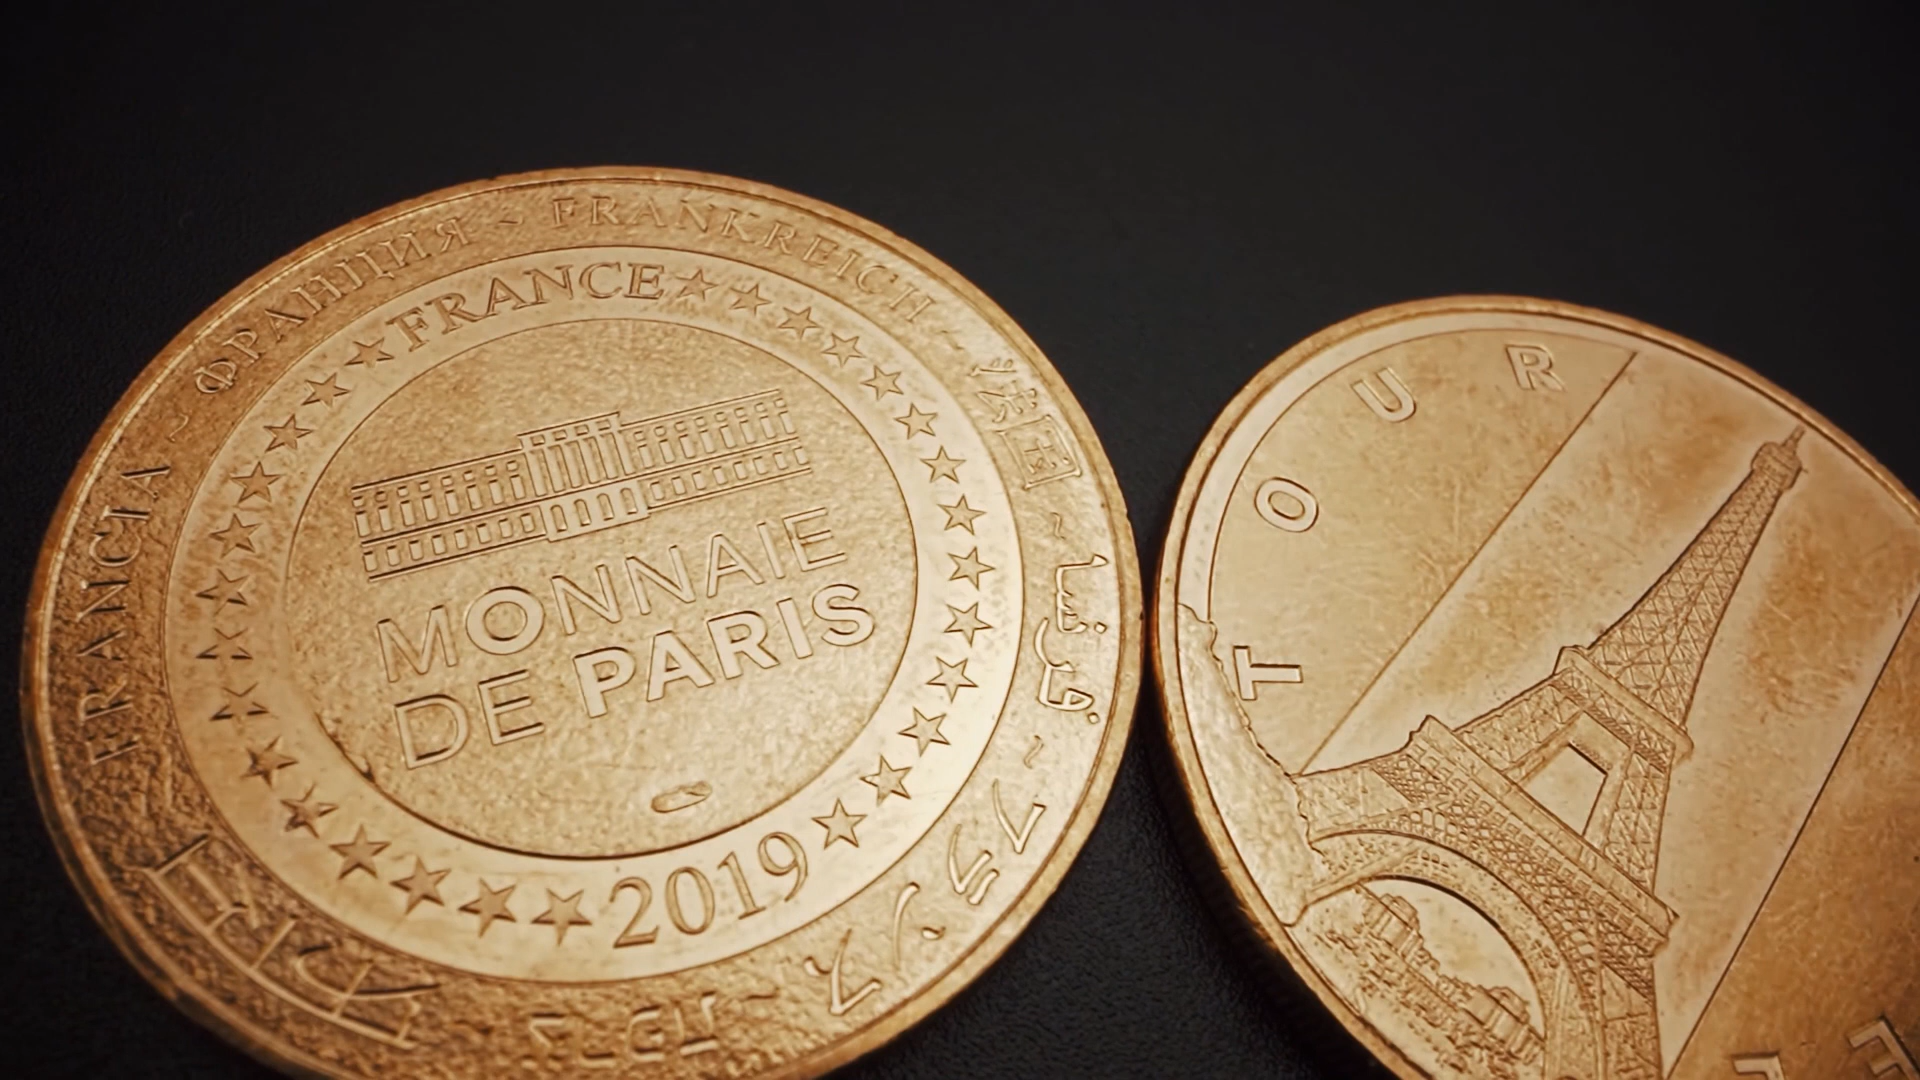 FRANCIA ~ ФРАНЦИЯ ~ FRANKREICH ~ 法国 ~ فرنسا ~ フランス ~
FRANCE
MONNAIE
DE PARIS
2019
TOUR